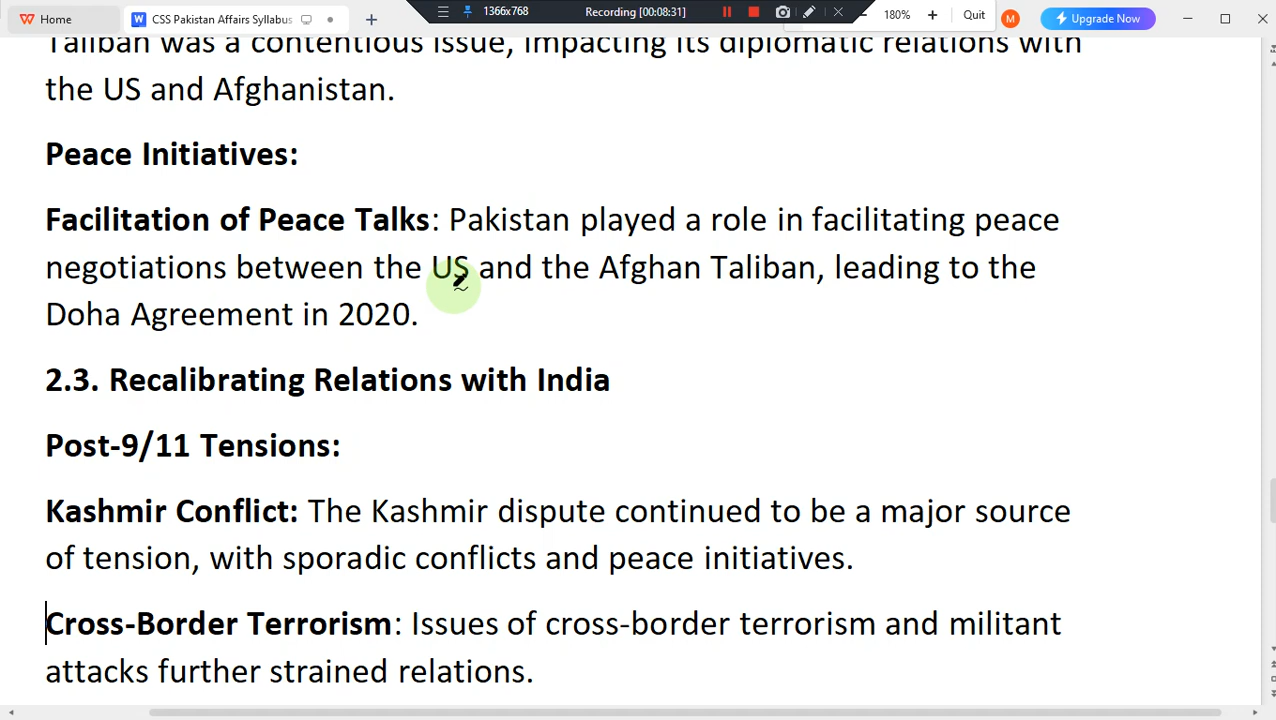 Home
CSS Pakistan Affairs Syllabus
1366x768
Recording [00:08:31]
180%
Quit
M
Upgrade Now
Taliban was a contentious issue, impacting its diplomatic relations with
the US and Afghanistan.
Peace Initiatives:
Facilitation of Peace Talks: Pakistan played a role in facilitating peace
negotiations between the US and the Afghan Taliban, leading to the
Doha Agreement in 2020.
2.3. Recalibrating Relations with India
Post-9/11 Tensions:
Kashmir Conflict: The Kashmir dispute continued to be a major source
of tension, with sporadic conflicts and peace initiatives.
Cross-Border Terrorism: Issues of cross-border terrorism and militant
attacks further strained relations.